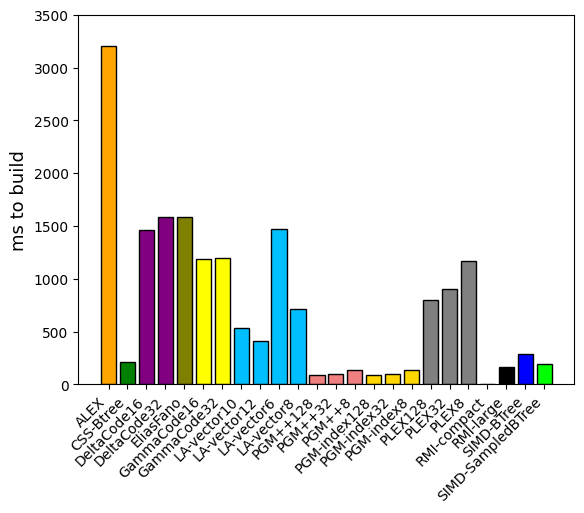 ms to build
3500
3000
2500
2000
1500
1000
500
0
ALEX
CSS-Btree
DeltaCode16
DeltaCode32
EliasFano
GammaCode16
GammaCode32
LA-vector10
LA-vector12
LA-vector6
LA-vector8
PGM++128
PGM++32
PGM++8
PGM-index128
PGM-index32
PGM-index8
PLEX128
PLEX32
PLEX8
RMI-compact
RMI-large
SIMD-BTree
SIMD-SampledBTree